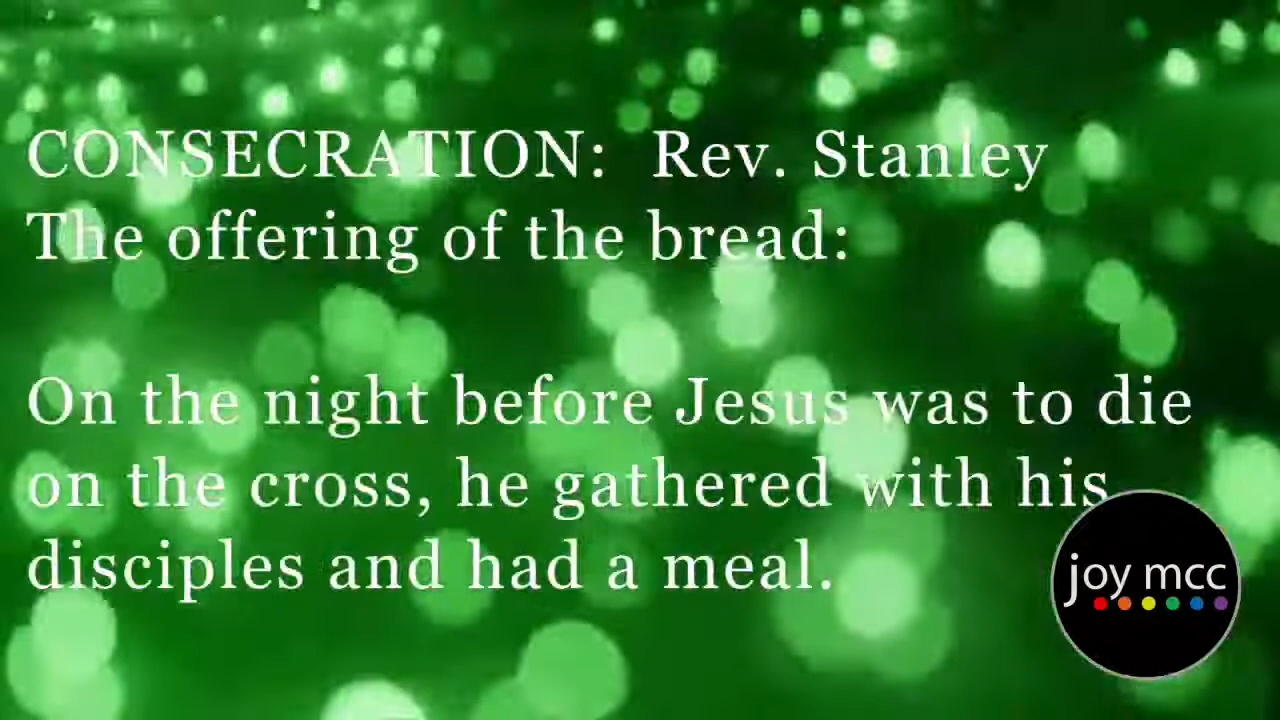 CONSECRATION: Rev. Stanley
The offering of the bread:
On the night before Jesus was to die
on the cross, he gathered with his
disciples and had a meal.
joy mcc